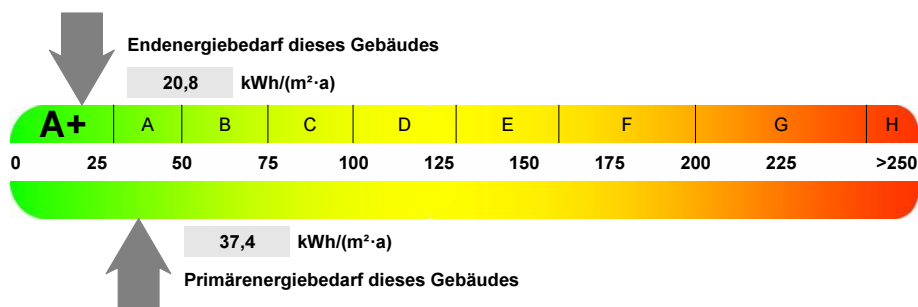 Endenergiebedarf dieses Gebäudes
20,8 kWh/(m²·a)
A+ A B C D E F G H
0 25 50 75 100 125 150 175 200 225 >250
37,4 kWh/(m²·a)
Primärenergiebedarf dieses Gebäudes